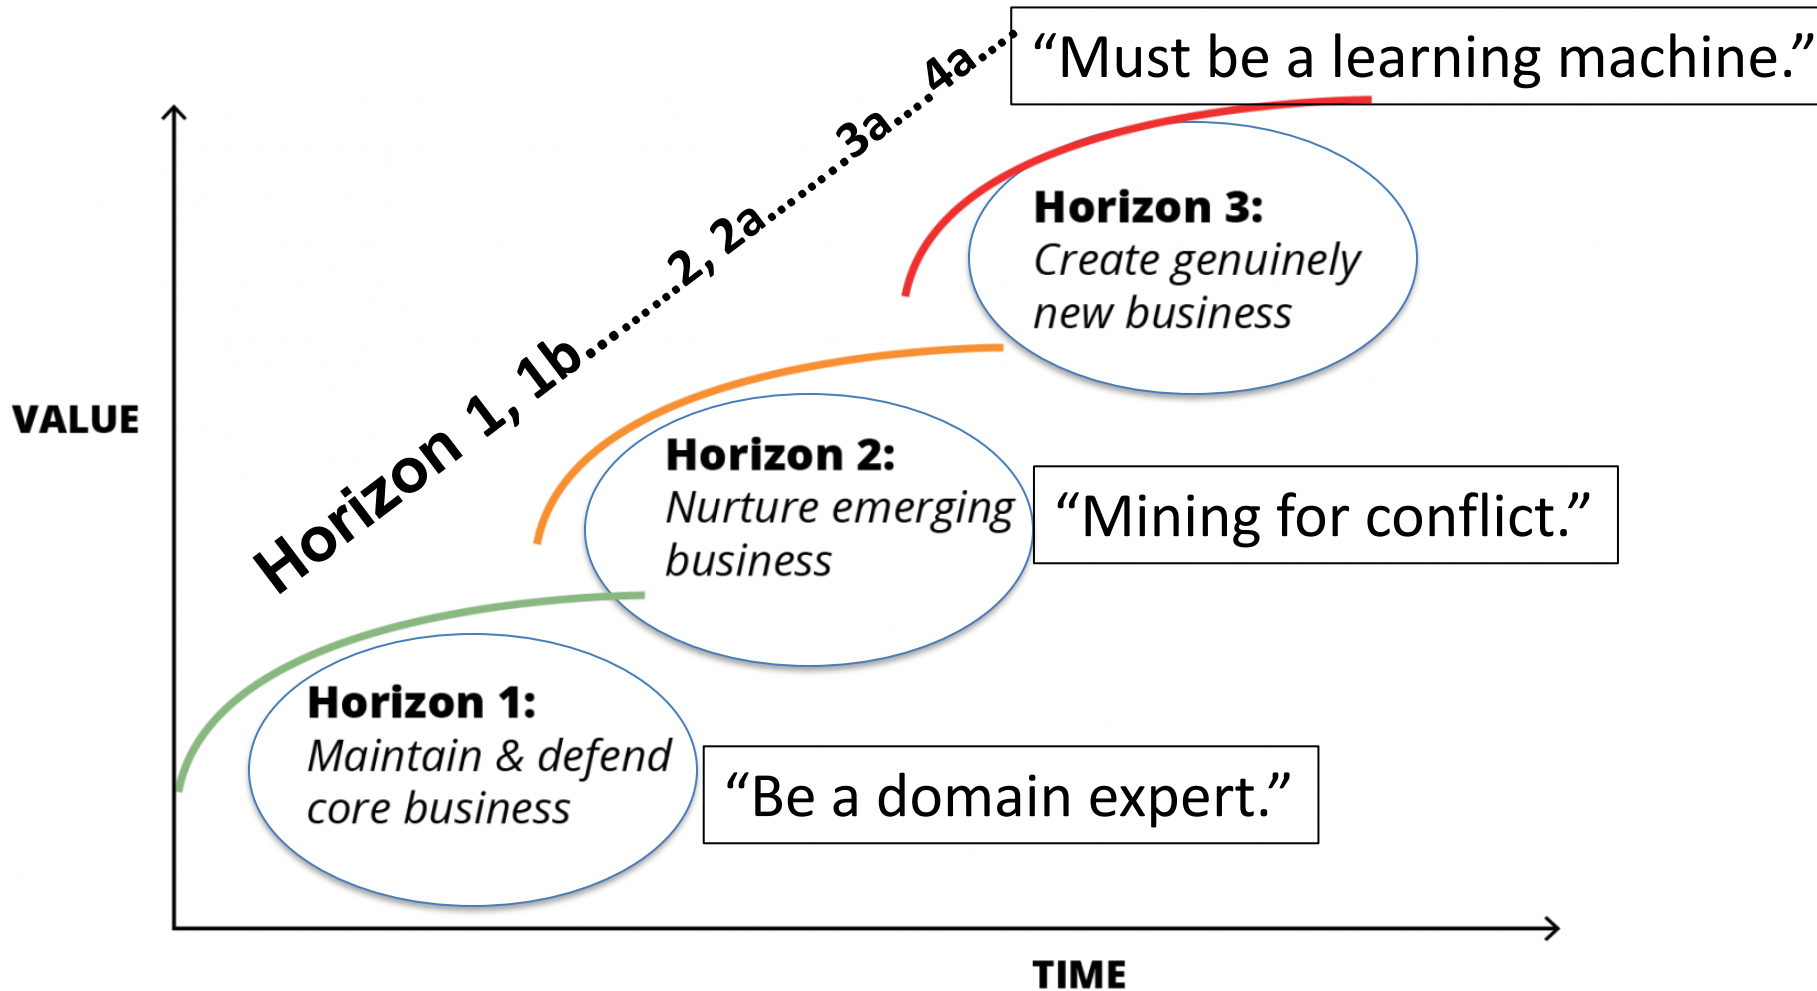 “Must be a learning machine.”
Horizon 1, 1b..........2, 2a.........3a.....4a.....
Horizon 3:
Create genuinely
new business
VALUE
Horizon 2:
Nurture emerging
business
“Mining for conflict.”
Horizon 1:
Maintain & defend
core business
“Be a domain expert.”
TIME